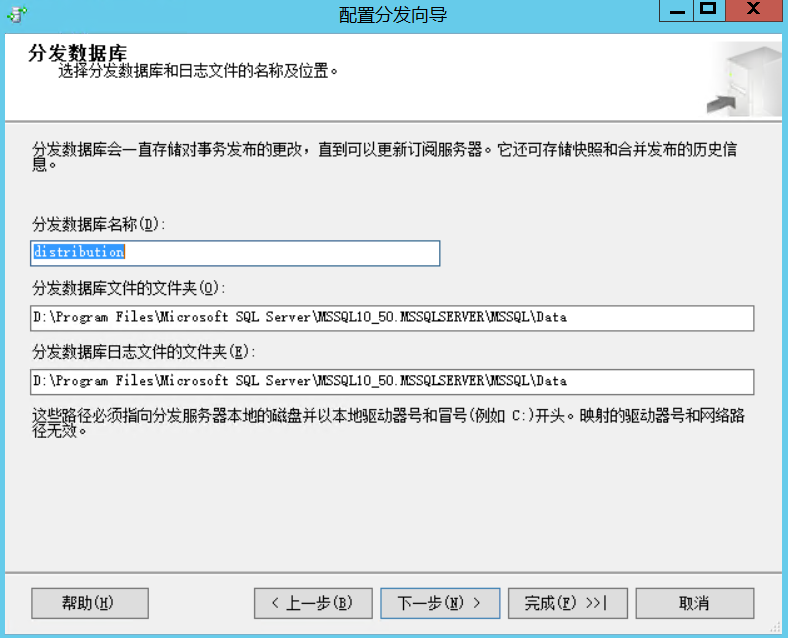 配置分发向导
分发数据库
选择分发数据库和日志文件的名称及位置。
分发数据库会一直存储对事务发布的更改，直到可以更新订阅服务器。它还可存储快照和合并发布的历史信
息。
分发数据库名称(D):
distribution
分发数据库文件的文件夹(O):
D:\Program Files\Microsoft SQL Server\MSSQL10_50.MSSQLSERVER\MSSQL\Data
分发数据库日志文件的文件夹(E):
D:\Program Files\Microsoft SQL Server\MSSQL10_50.MSSQLSERVER\MSSQL\Data
这些路径必须指向分发服务器本地的磁盘并以本地驱动器号和冒号(例如 C:)开头。映射的驱动器号和网络路
径无效。
帮助(H) < 上一步(B) 下一步(N) > 完成(F) >>| 取消